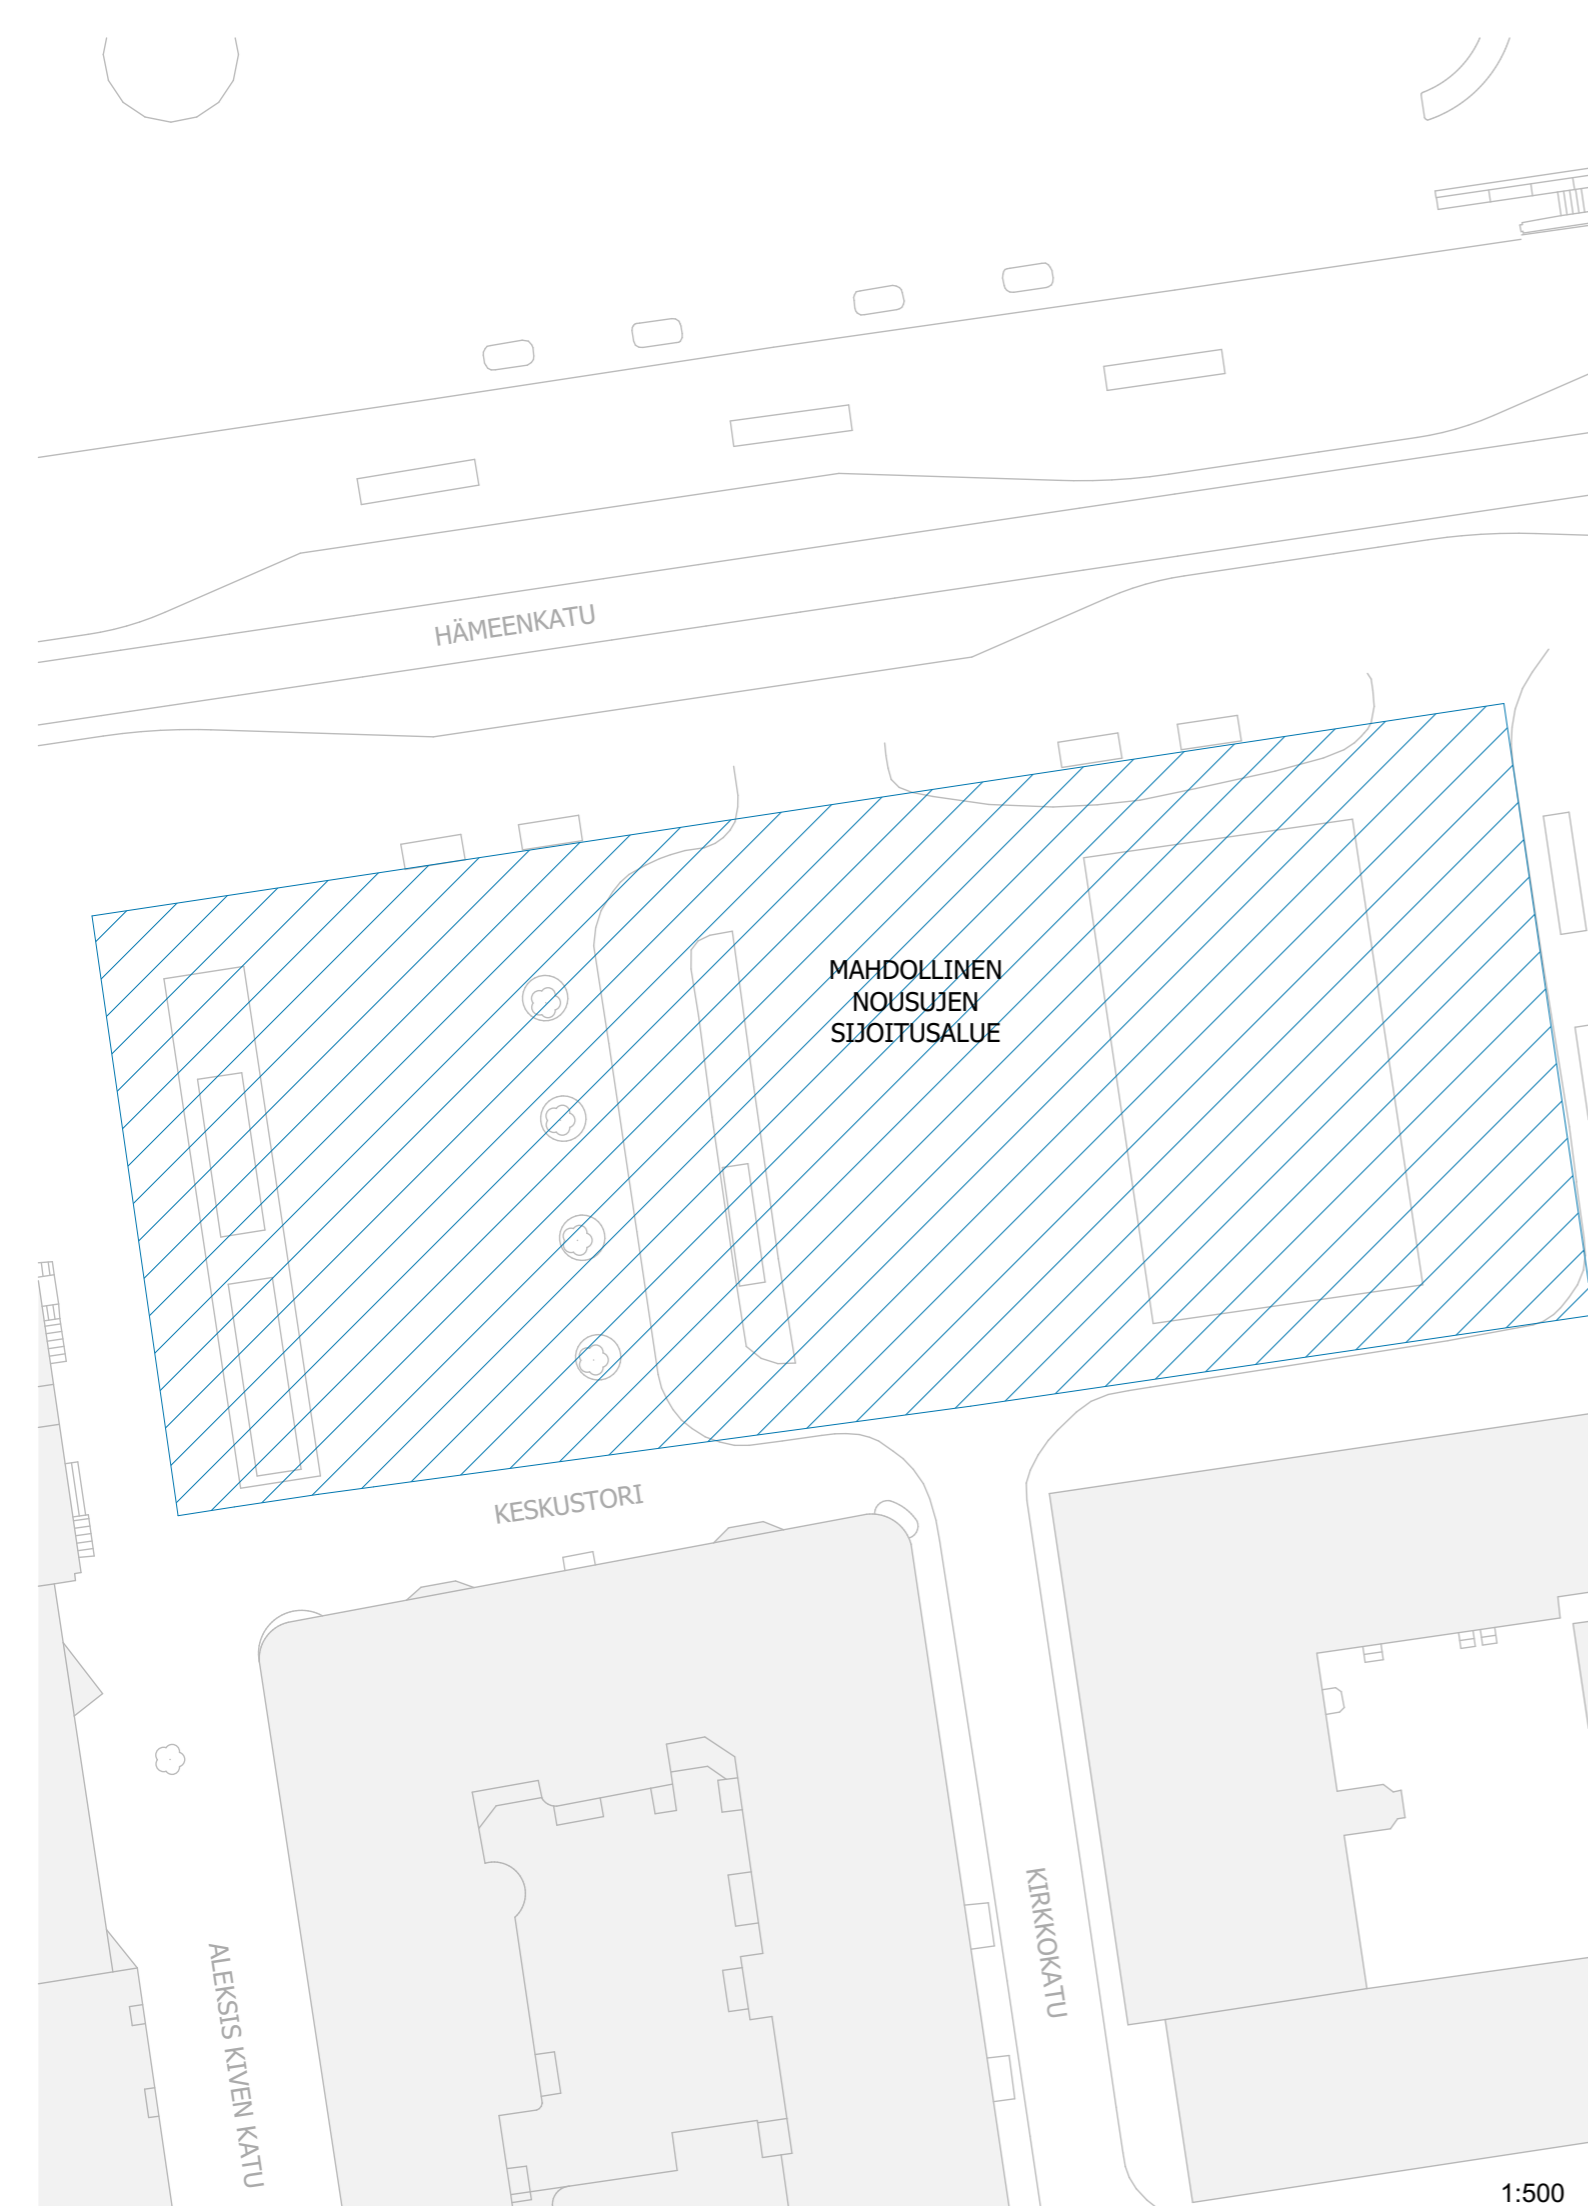 HÄMEENKATU
MAHDOLLINEN
NOUSUJEN
SIJOITUSALUE
KESKUSTORI
KIRKKOKATU
ALEKSIS KIVEN KATU
1:500